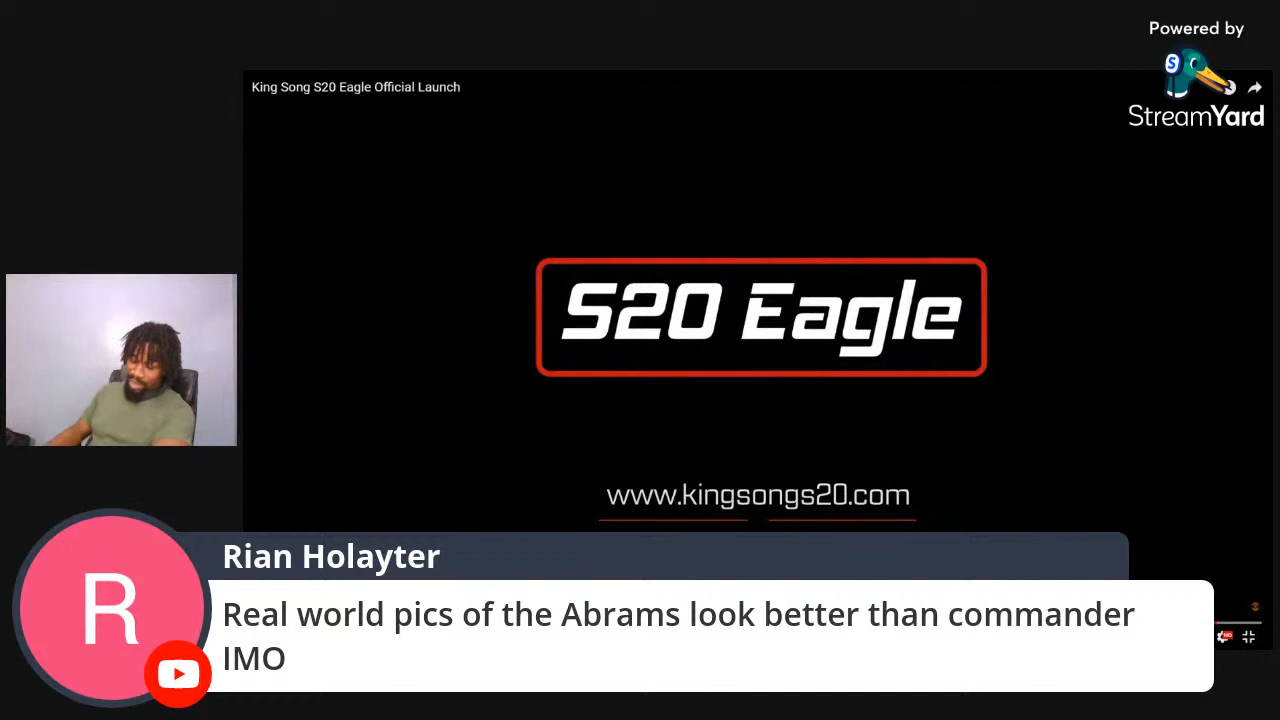 Powered by
StreamYard
King Song S20 Eagle Official Launch
S20 Eagle
www.kingsongs20.com
R
Rian Holayter
Real world pics of the Abrams look better than commander
IMO
S
HD